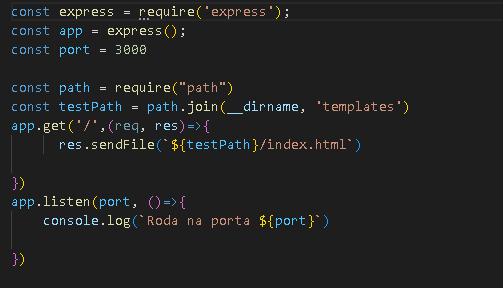 const express = require('express');
const app = express();
const port = 3000
const path = require("path")
const testPath = path.join(__dirname, 'templates')
app.get('/',(req, res)=>{
res.sendFile(`${testPath}/index.html`)
})
app.listen(port, ()=>{
console.log(`Roda na porta ${port}`)
})